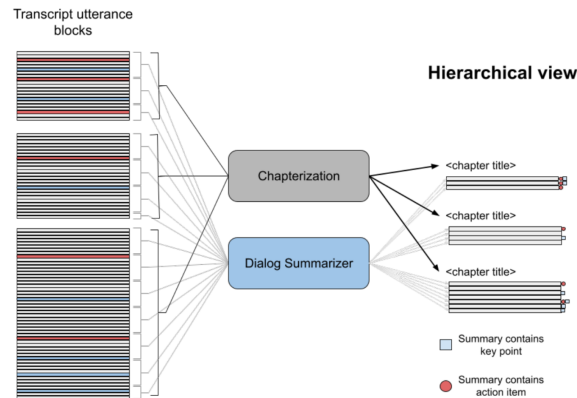 Transcript utterance
blocks
Hierarchical view
Chapterization
Dialog Summarizer
<chapter title>
<chapter title>
<chapter title>
Summary contains
key point
Summary contains
action item